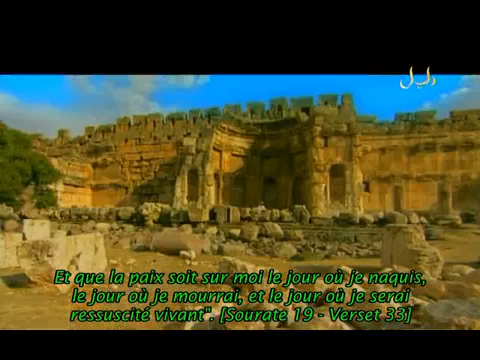 دليل
Et que la paix soit sur moi le jour où je naquis,
le jour où je mourrai, et le jour où je serai
ressuscité vivant". [Sourate 19 - Verset 33]